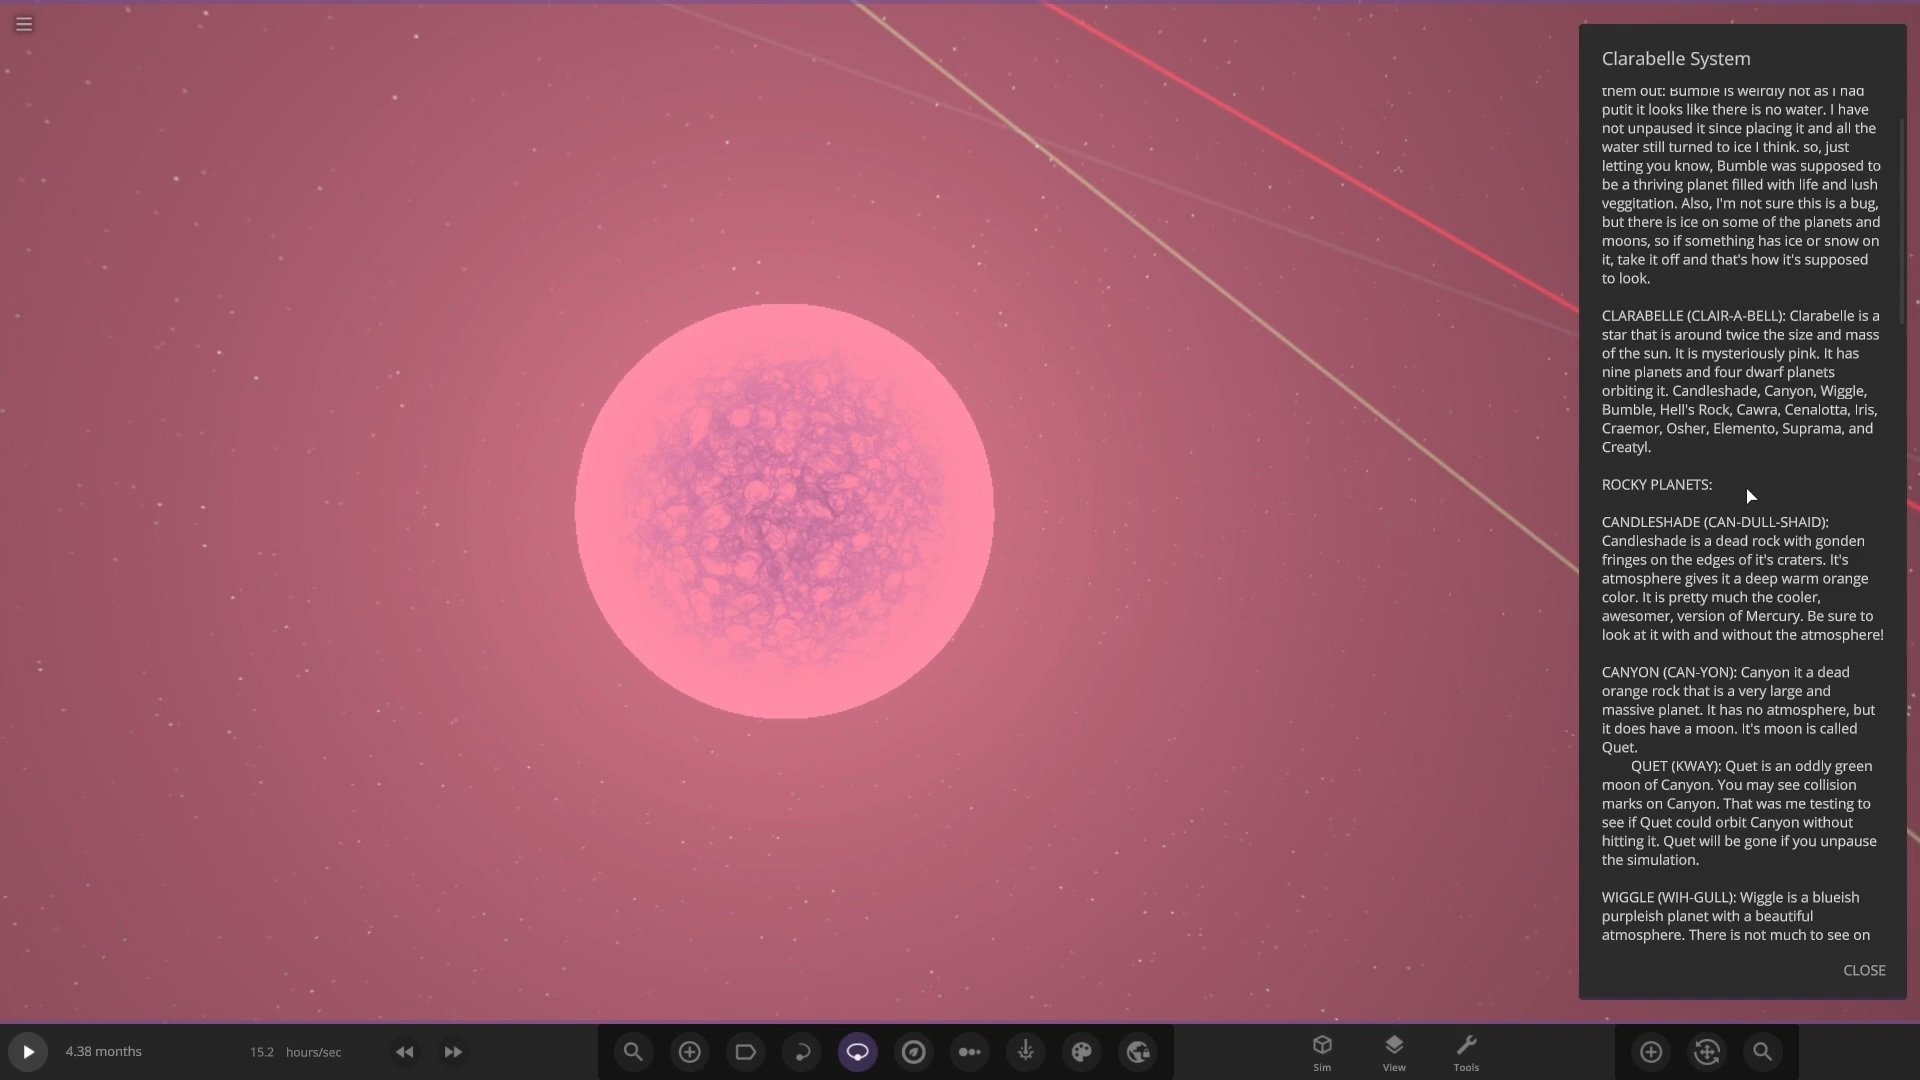 Clarabelle System
them out: Bumble is weirdly not as I had
putit it looks like there is no water. I have
not unpaused it since placing it and all the
water still turned to ice I think. so, just
letting you know, Bumble was supposed to
be a thriving planet filled with life and lush
veggitation. Also, I'm not sure this is a bug,
but there is ice on some of the planets and
moons, so if something has ice or snow on
it, take it off and that's how it's supposed
to look.
CLARABELLE (CLAIR-A-BELL): Clarabelle is a
star that is around twice the size and mass
of the sun. It is mysteriously pink. It has
nine planets and four dwarf planets
orbiting it. Candleshade, Canyon, Wiggle,
Bumble, Hell's Rock, Cawra, Cenalotta, Iris,
Craemor, Osher, Elemento, Suprama, and
Creatyl.
ROCKY PLANETS:
CANDLESHADE (CAN-DULL-SHAID):
Candleshade is a dead rock with gonden
fringes on the edges of it's craters. It's
atmosphere gives it a deep warm orange
color. It is pretty much the cooler,
awesomer, version of Mercury. Be sure to
look at it with and without the atmosphere!
CANYON (CAN-YON): Canyon it a dead
orange rock that is a very large and
massive planet. It has no atmosphere, but
it does have a moon. It's moon is called
Quet.
QUET (KWAY): Quet is an oddly green
moon of Canyon. You may see collision
marks on Canyon. That was me testing to
see if Quet could orbit Canyon without
hitting it. Quet will be gone if you unpause
the simulation.
WIGGLE (WIH-GULL): Wiggle is a blueish
purpleish planet with a beautiful
atmosphere. There is not much to see on
CLOSE
4.38 months
15.2 hours/sec
Sim
View
Tools